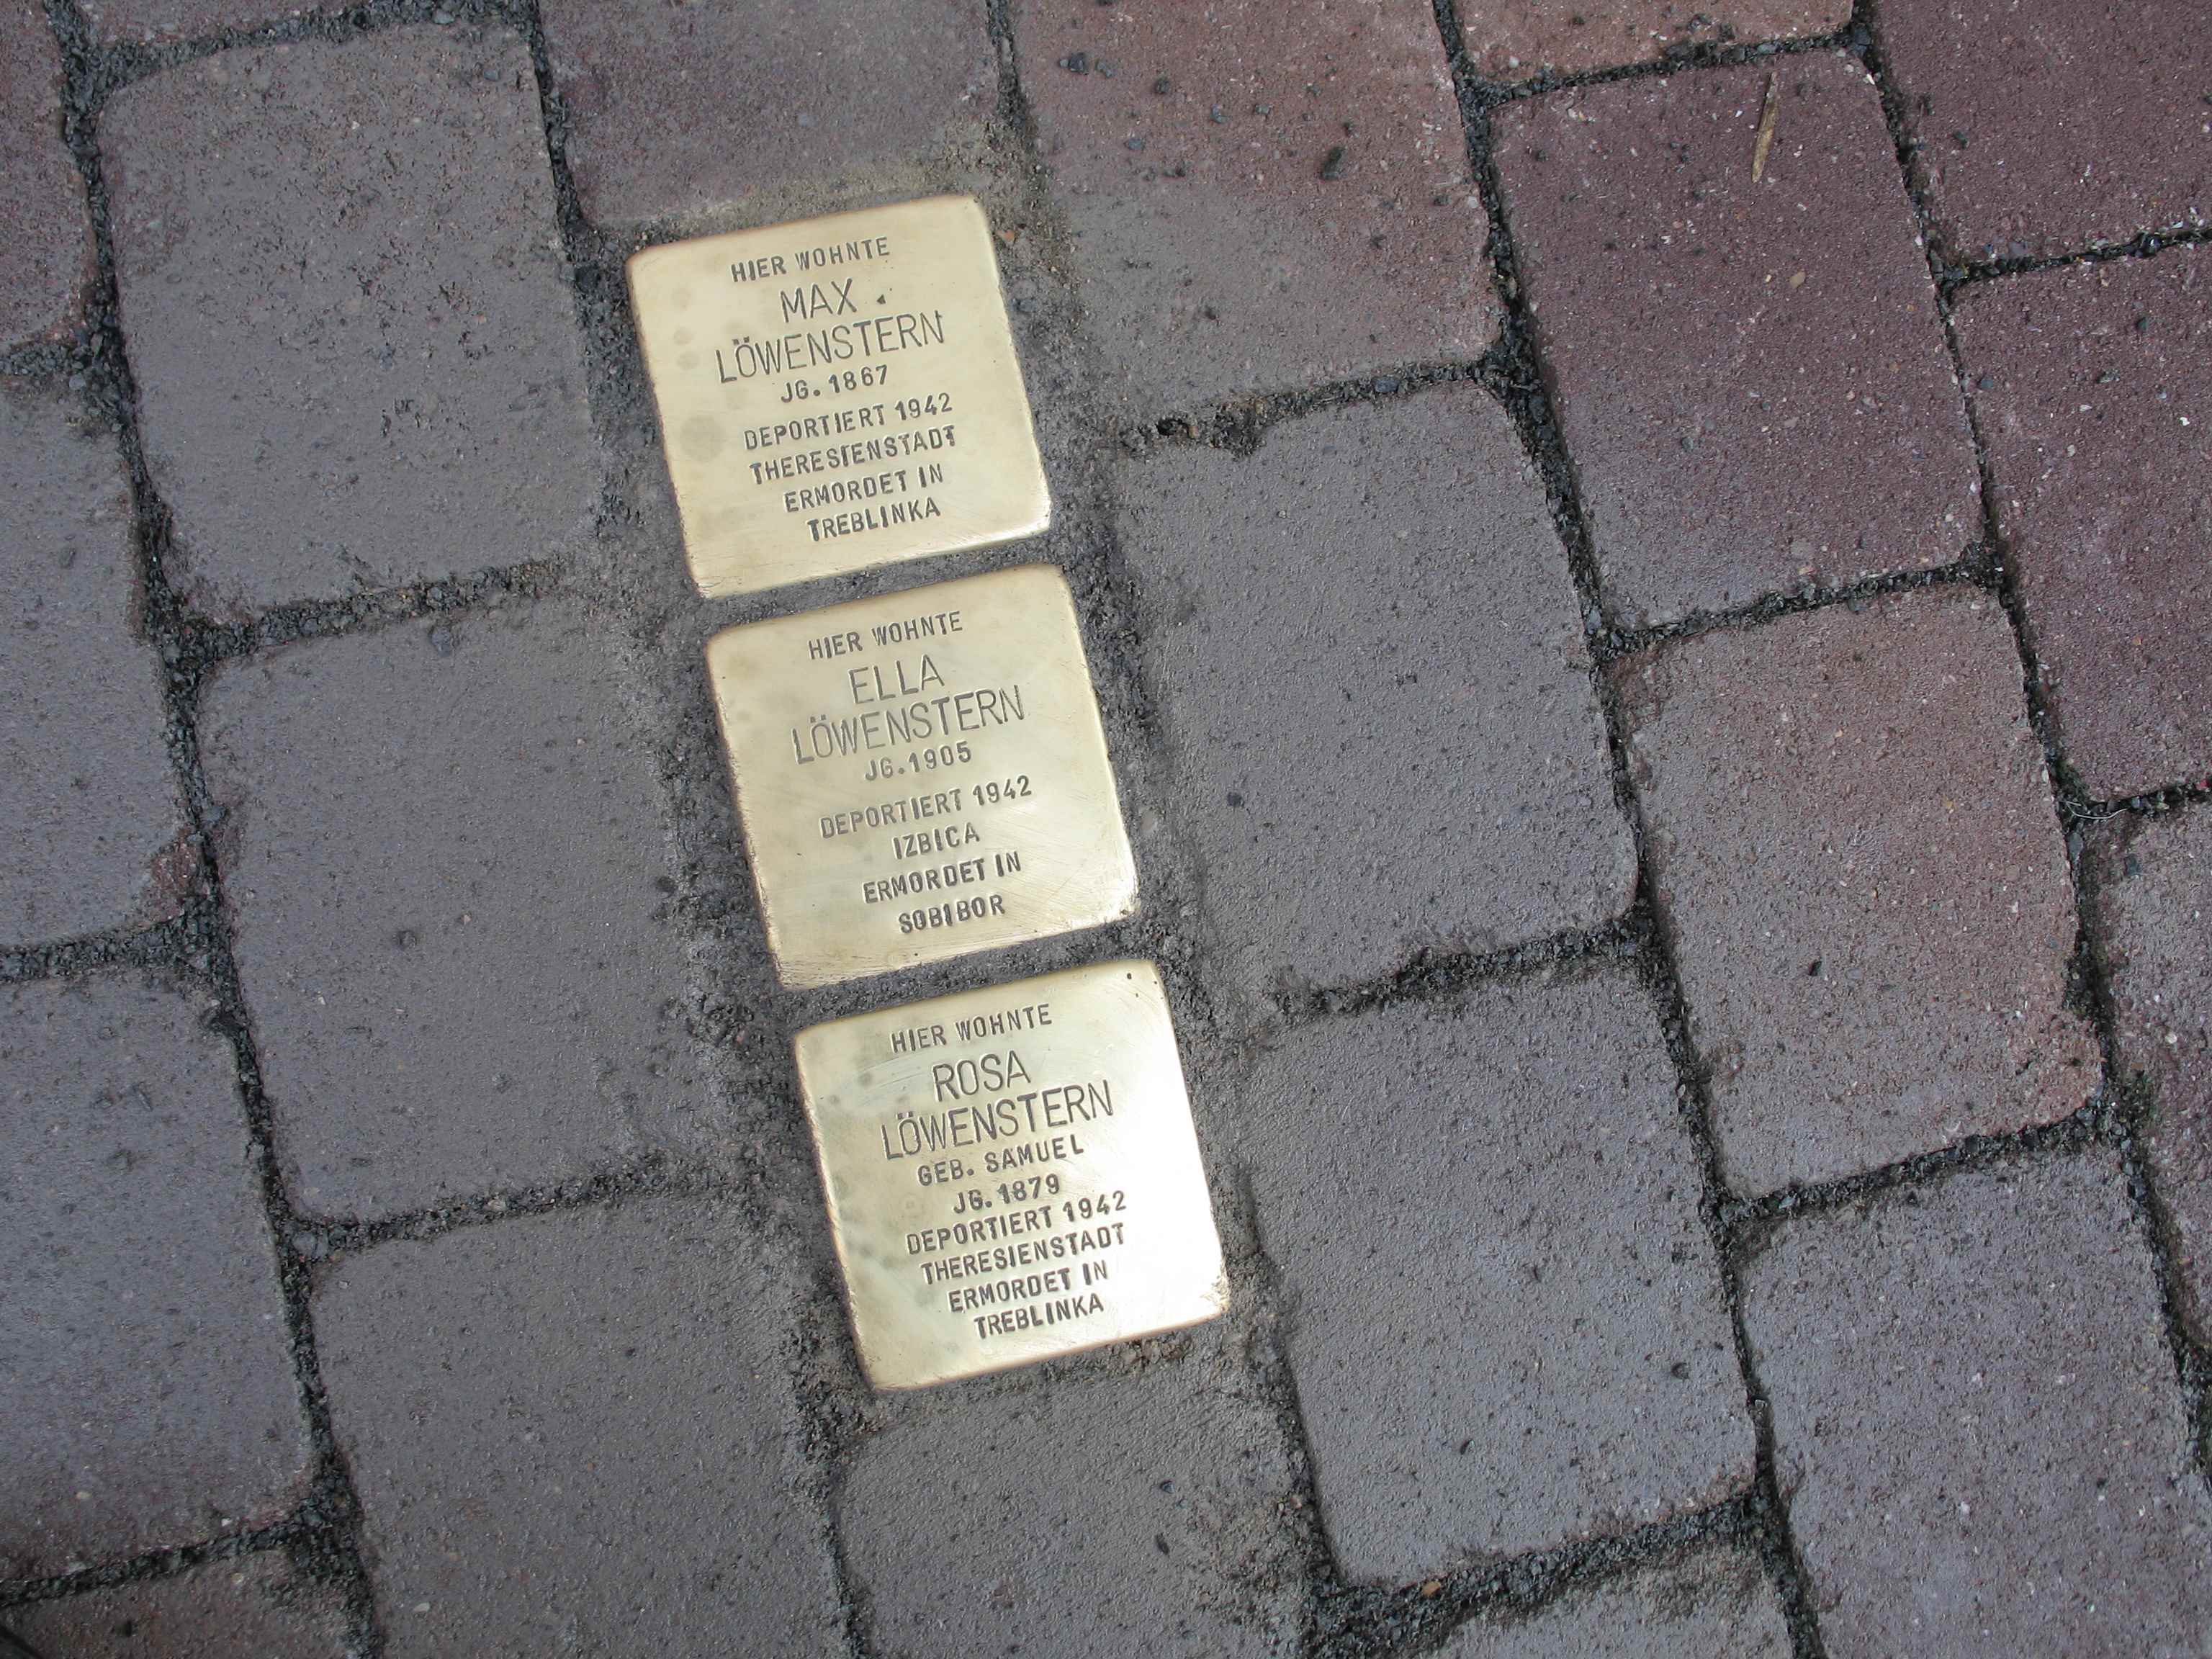 HIER WOHNTE
MAX
LÖWENSTERN
JG. 1867
DEPORTIERT 1942
THERESIENSTADT
ERMORDET IN
TREBLINKA
HIER WOHNTE
ELLA
LÖWENSTERN
JG. 1905
DEPORTIERT 1942
IZBICA
ERMORDET IN
SOBIBOR
HIER WOHNTE
ROSA
LÖWENSTERN
GEB. SAMUEL
JG. 1879
DEPORTIERT 1942
THERESIENSTADT
ERMORDET IN
TREBLINKA